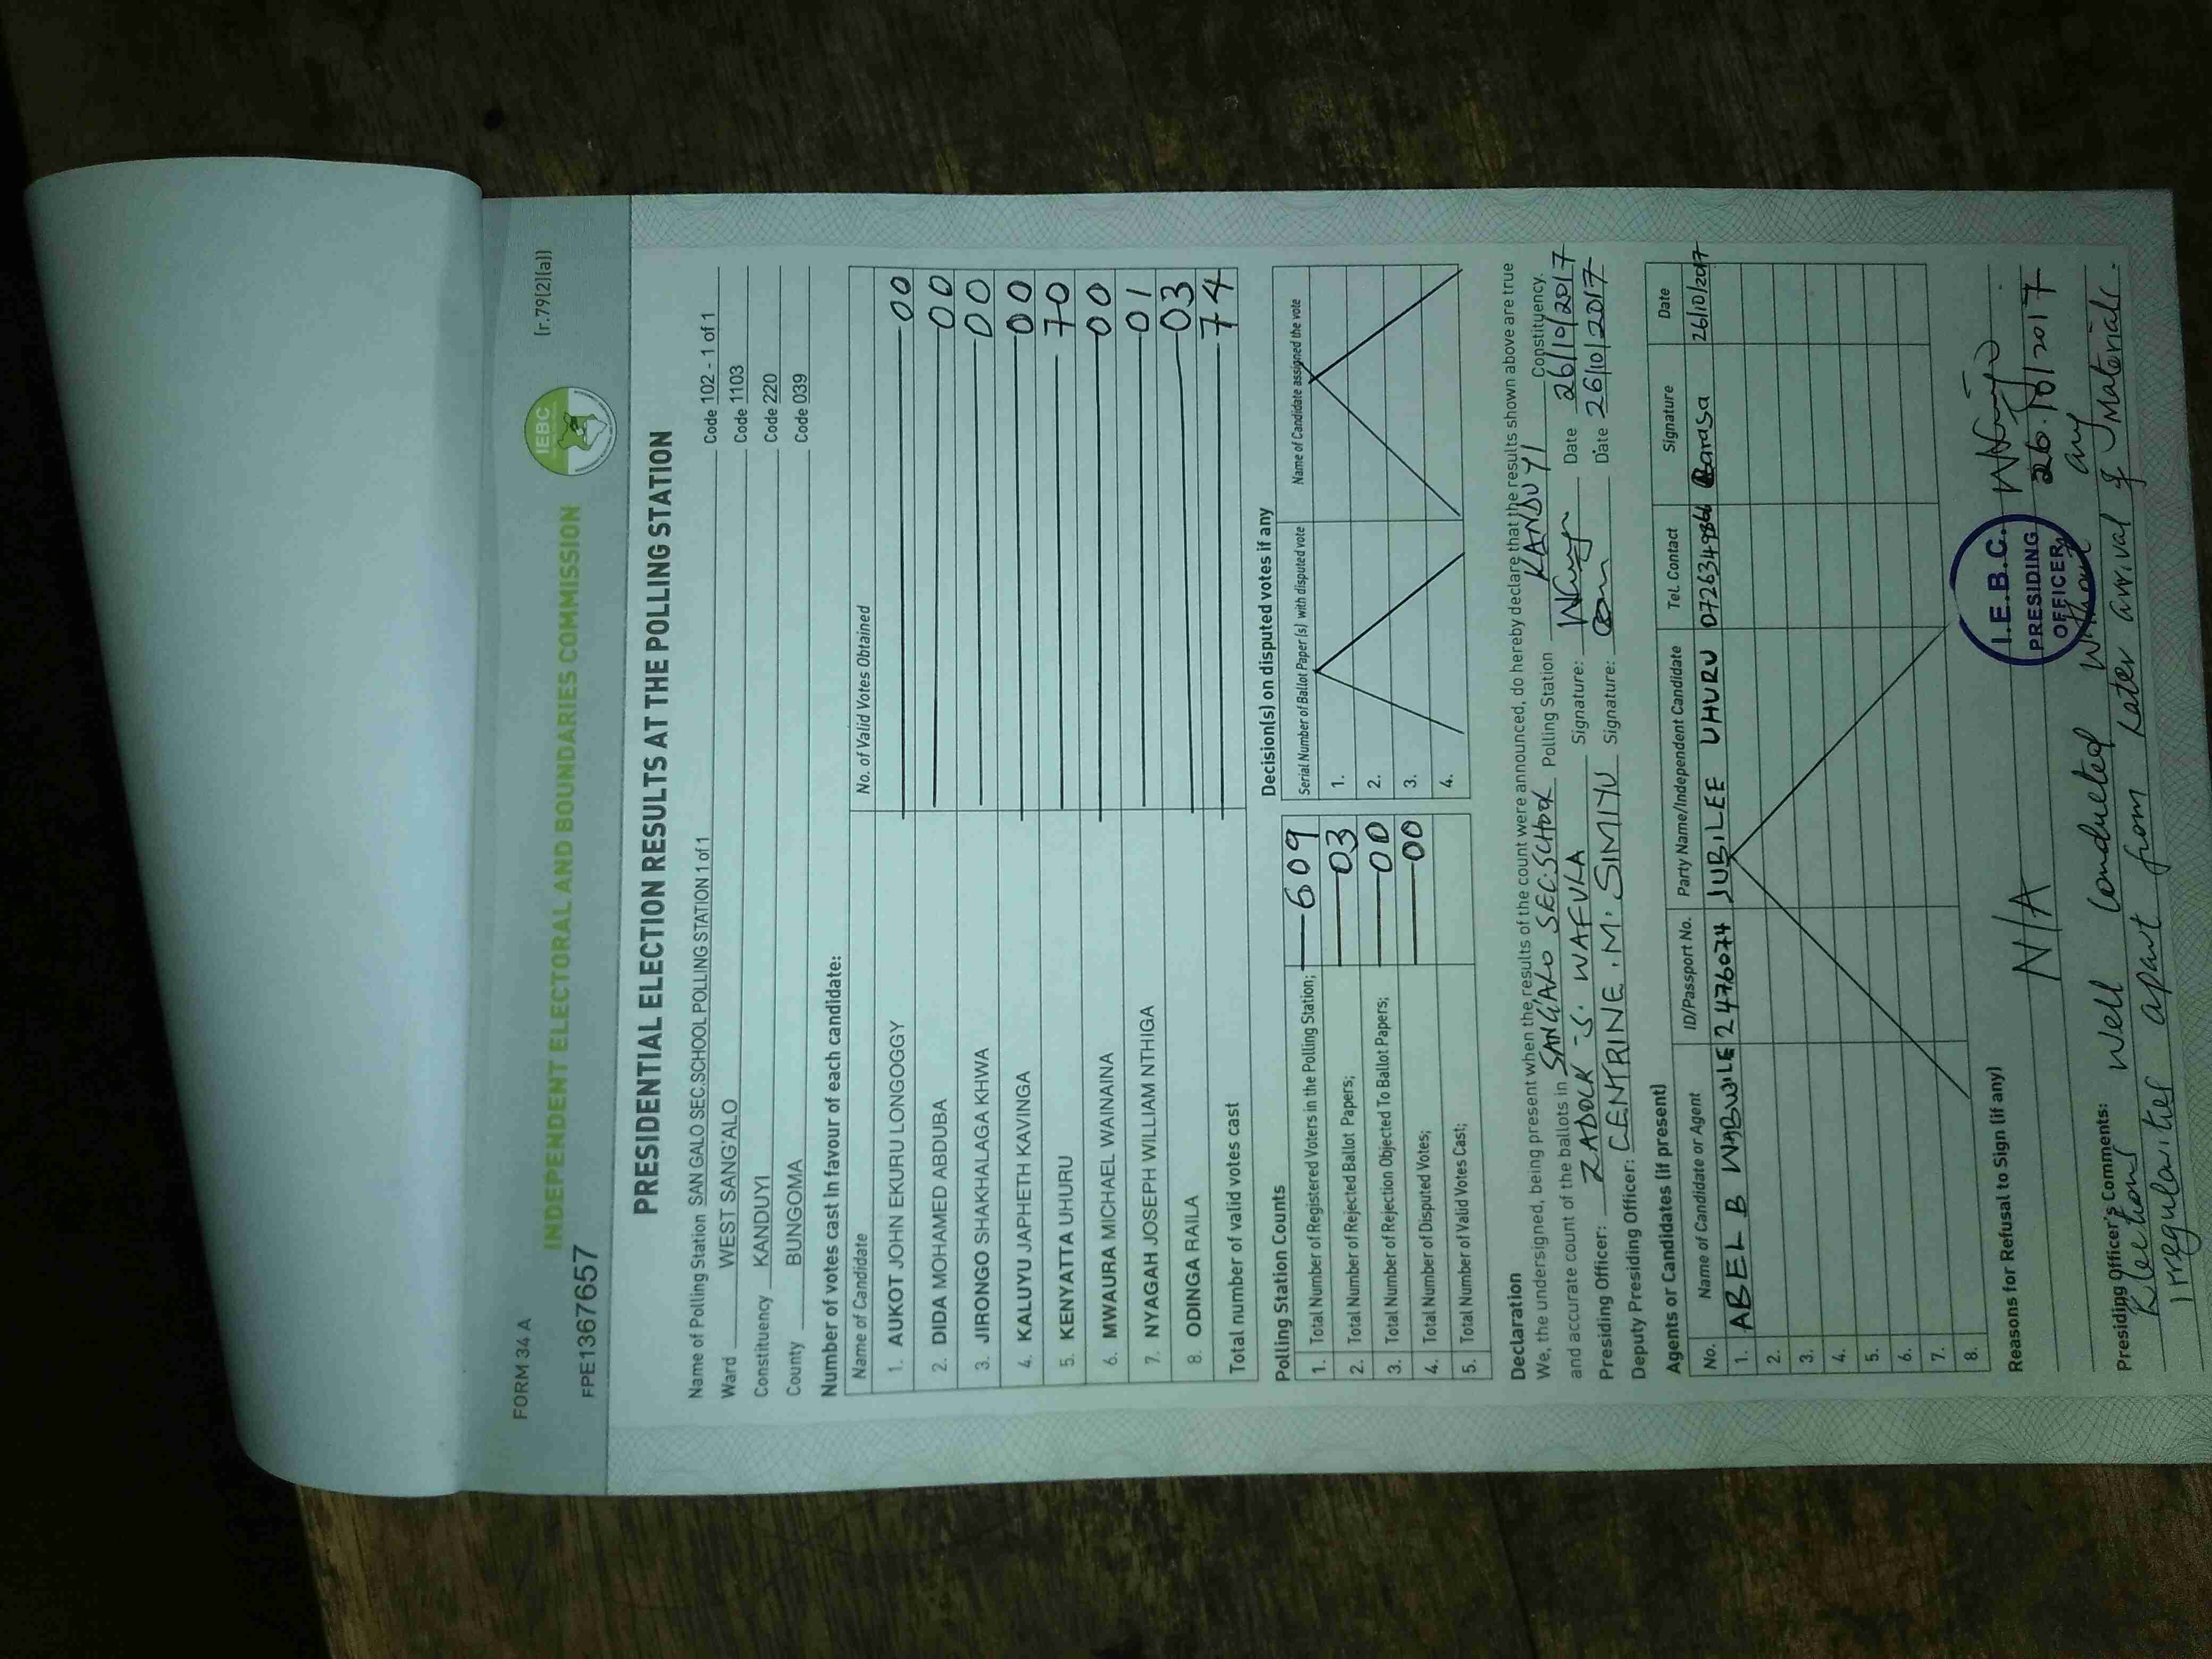 FORM 34 A
(r.79(2)(a))
IEBC
INDEPENDENT ELECTORAL AND BOUNDARIES COMMISSION
FPE1367657
PRESIDENTIAL ELECTION RESULTS AT THE POLLING STATION
Name of Polling Station SAN GALO SEC.SCHOOL POLLING STATION 1 of 1 Code 102 - 1 of 1
Ward WEST SANG'ALO Code 1103
Constituency KANDUYI Code 220
County BUNGOMA Code 039
Number of votes cast in favour of each candidate:
Name of Candidate No. of Valid Votes Obtained
1. AUKOT JOHN EKURU LONGOGGY 00
2. DIDA MOHAMED ABDUBA 00
3. JIRONGO SHAKHALAGA KHWA 00
4. KALUYU JAPHETH KAVINGA 00
5. KENYATTA UHURU 70
6. MWAURA MICHAEL WAINAINA 00
7. NYAGAH JOSEPH WILLIAM NTHIGA 01
8. ODINGA RAILA 03
Total number of valid votes cast 74
Polling Station Counts
1. Total Number of Registered Voters in the Polling Station; 609
2. Total Number of Rejected Ballot Papers; 03
3. Total Number of Rejection Objected To Ballot Papers; 00
4. Total Number of Disputed Votes; 00
5. Total Number of Valid Votes Cast;
Decision(s) on disputed votes if any
Serial Number of Ballot Paper(s) with disputed vote Name of Candidate assigned the vote
1.
2.
3.
4.
Declaration
We, the undersigned, being present when the results of the count were announced, do hereby declare that the results shown above are true
and accurate count of the ballots in SANG'ALO SEC. SCHOOL Polling Station KANDUYI Constituency.
Presiding Officer: ZADOCK S. WAFULA Signature: Date 26/10/2017
Deputy Presiding Officer: CENTRINE . M. SIMIYU Signature: Date 26/10/2017
Agents or Candidates (if present)
No. Name of Candidate or Agent ID/Passport No. Party Name/Independent Candidate Tel. Contact Signature Date
1. ABEL B WABWILE 2476074 JUBILEE UHURU Barasa 26/10/2017
2.
3.
4.
5.
6.
7.
8.
Reasons for Refusal to Sign (if any)
N/A
I.E.B.C.
PRESIDING
OFFICER
26.10/2017
Presiding Officer's Comments:
Elections well conducted without any
irregularities apart from later arrival of Materials.